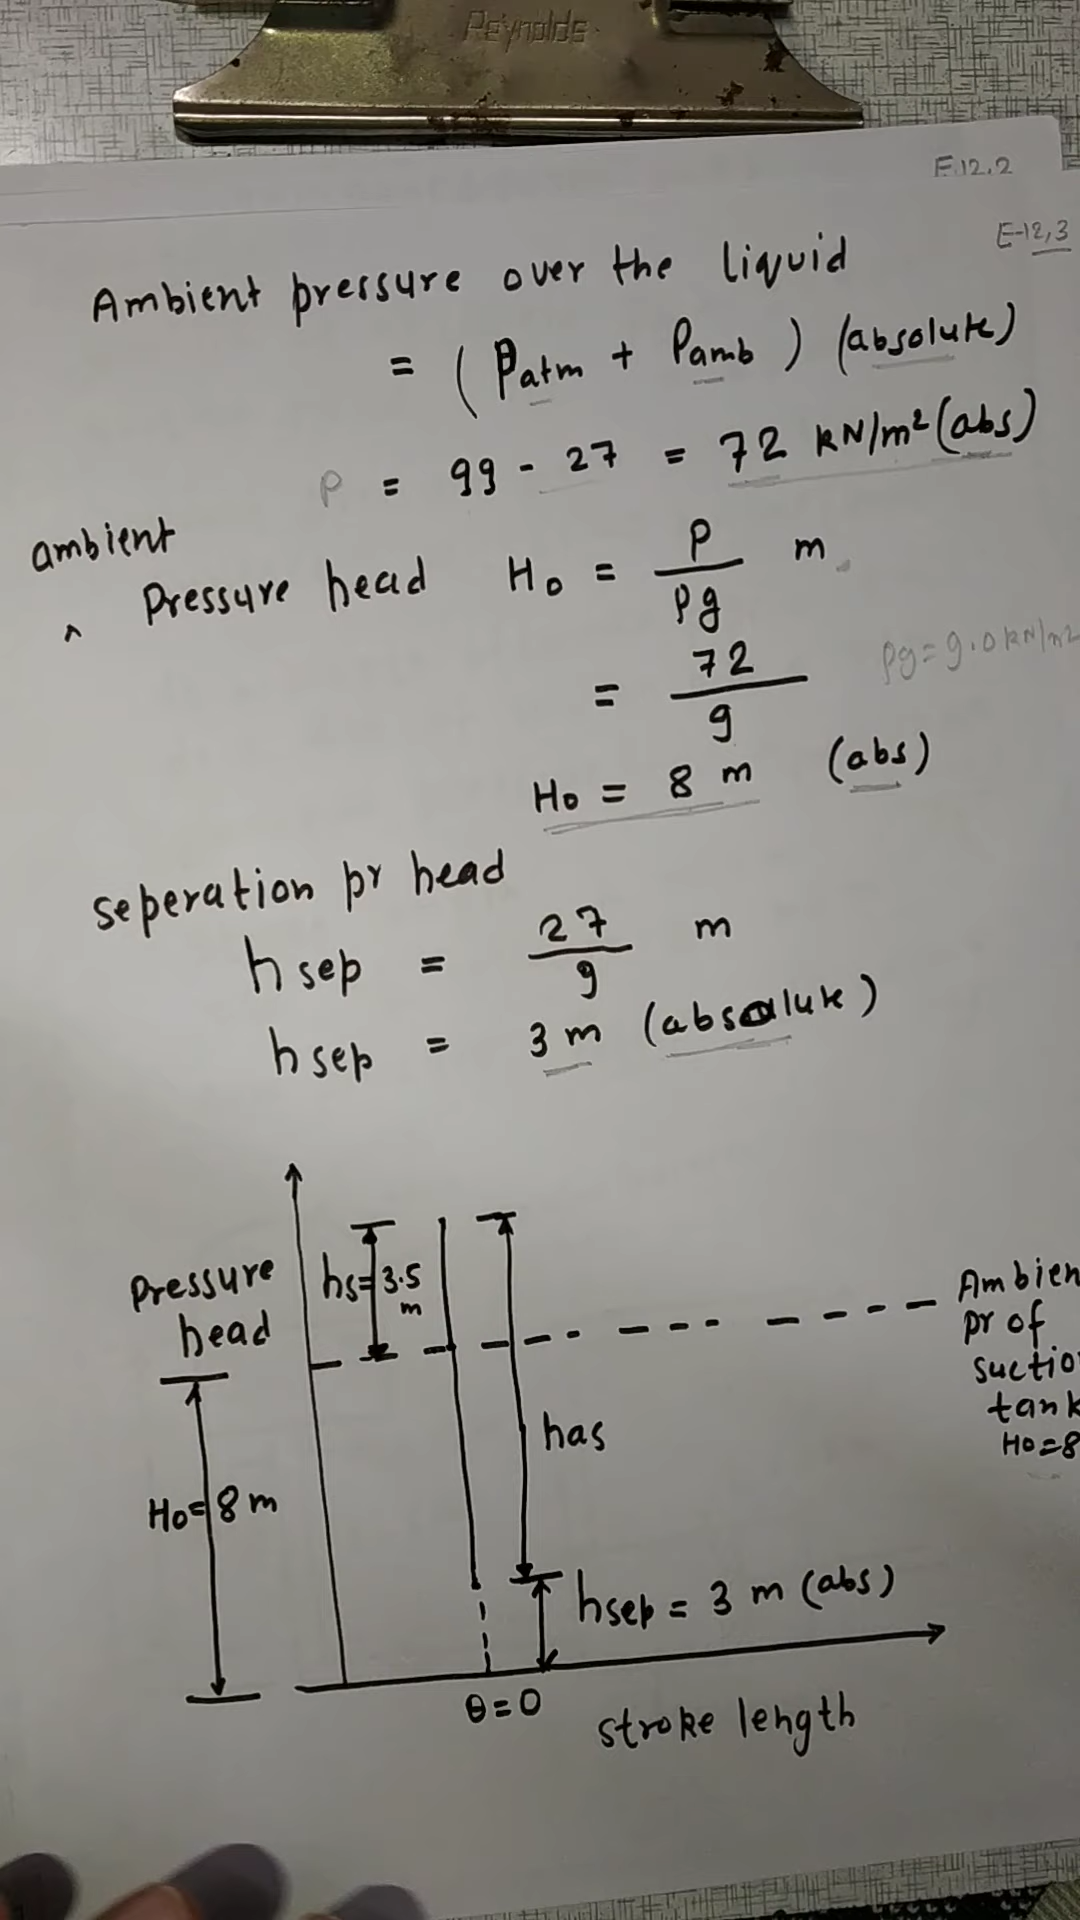 Reynolds
E.12.2
E-12,3
Ambient pressure over the liquid
= ( Patm + Pamb ) (absolute)
P = 99 - 27 = 72 kN/m² (abs)
ambient
^ Pressure head Ho = P / ρg m
= 72 / 9
ρg = 9.0 kN/m2
Ho = 8 m (abs)
seperation pr head
hsep = 27 / 9 m
hsep = 3 m (absolute)
Pressure
head
hs=3.5
m
Ambien
pr of
suctio
tank
Ho=8
has
Ho=8 m
hsep = 3 m (abs)
θ=0
stroke length